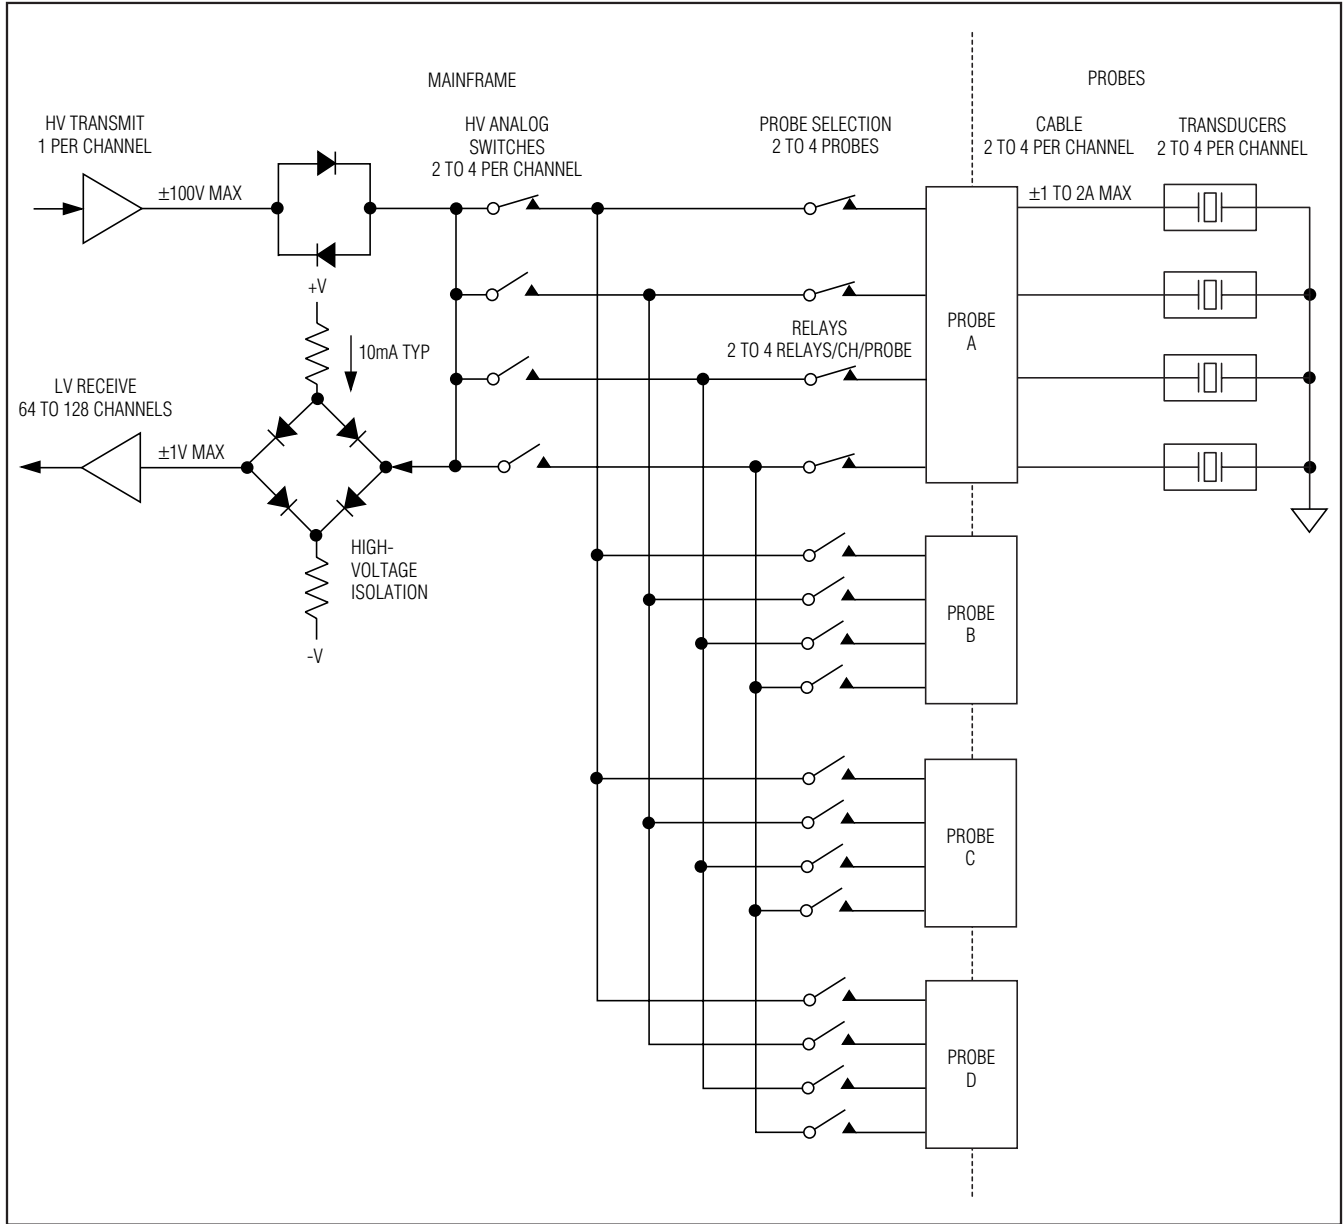 MAINFRAME
PROBES
HV TRANSMIT
1 PER CHANNEL
HV ANALOG
SWITCHES
2 TO 4 PER CHANNEL
PROBE SELECTION
2 TO 4 PROBES
CABLE
2 TO 4 PER CHANNEL
TRANSDUCERS
2 TO 4 PER CHANNEL
±100V MAX
±1 TO 2A MAX
+V
10mA TYP
RELAYS
2 TO 4 RELAYS/CH/PROBE
PROBE
A
LV RECEIVE
64 TO 128 CHANNELS
±1V MAX
HIGH-
VOLTAGE
ISOLATION
-V
PROBE
B
PROBE
C
PROBE
D